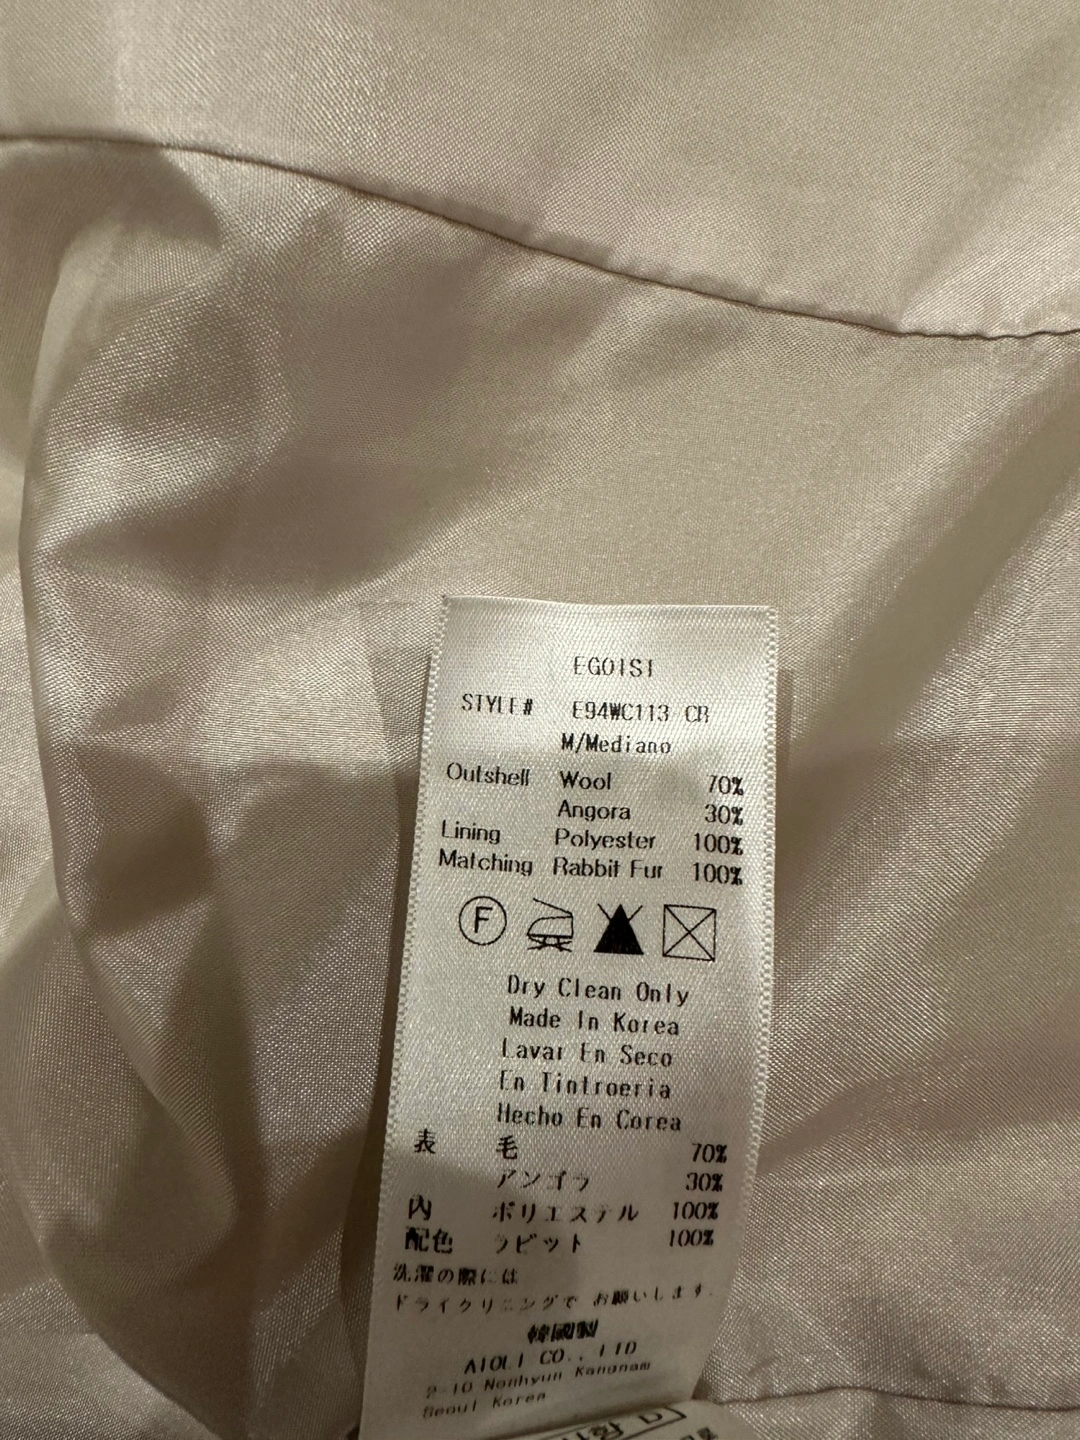 EGOIST
STYLE# E94WC113 CR
M/Mediano
Outshell Wool 70%
Angora 30%
Lining Polyester 100%
Matching Rabbit Fur 100%
F
Dry Clean Only
Made In Korea
Lavar En Seco
En Tintroeria
Hecho En Corea
表 毛 70%
アンゴラ 30%
内 ポリエステル 100%
配色 ラビット 100%
洗濯の際には
ドライクリーニングで お願いします.
韓國製
AIOLI CO., LTD
2-10 Nonhyun Kangnam
Seoul Korea